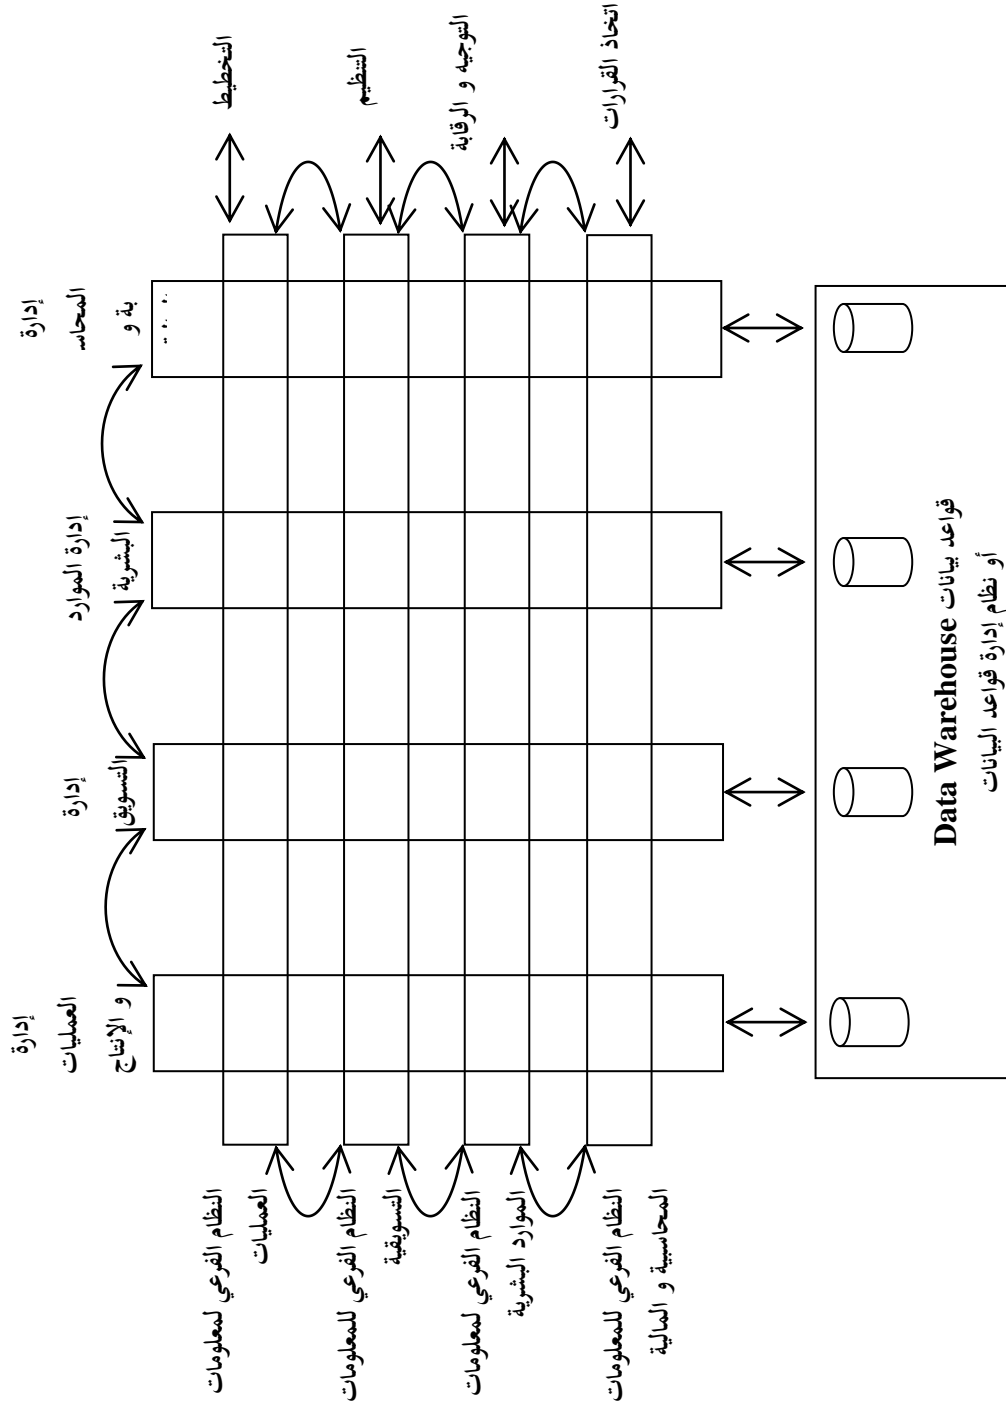 التخطيط
التنظيم
التوجيه و الرقابة
اتخاذ القرارات
إدارة
المحاسـ
بة و
إدارة الموارد
البشرية
إدارة
التسويق
إدارة
العمليات
و الإنتاج
النظام الفرعي لمعلومات
العمليات
النظام الفرعي للمعلومات
التسويقية
النظام الفرعي لمعلومات
الموارد البشرية
النظام الفرعي للمعلومات
المحاسبية و المالية
قواعد بيانات Data Warehouse
أو نظام إدارة قواعد البيانات